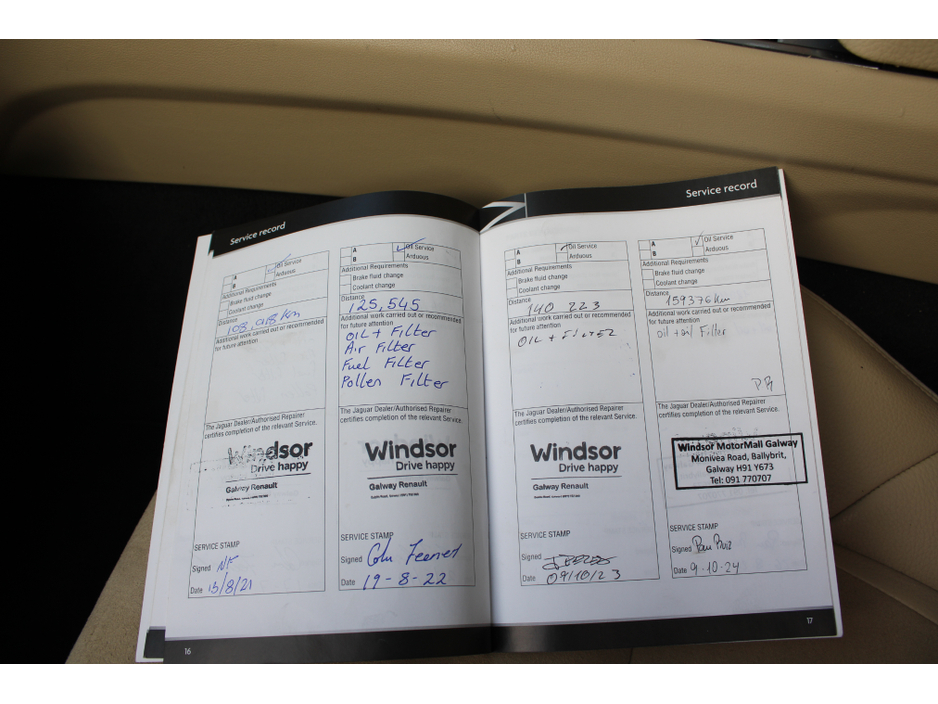 Service record
A
Oil Service
B
Arduous
Additional Requirements
Brake fluid change
Coolant change
Distance
108,018 km
Additional work carried out or recommended
for future attention
The Jaguar Dealer/Authorised Repairer
certifies completion of the relevant Service.
Windsor
Drive happy
Galway Renault
SERVICE STAMP
Signed NF
Date 13/8/21
A
Oil Service
B
Arduous
Additional Requirements
Brake fluid change
Coolant change
Distance
125,545
Additional work carried out or recommended
for future attention
OIL + Filter
Air Filter
Fuel Filter
Pollen Filter
The Jaguar Dealer/Authorised Repairer
certifies completion of the relevant Service.
Windsor
Drive happy
Galway Renault
SERVICE STAMP
Signed Colm
Date 19-8-22
16
Service record
A
Oil Service
B
Arduous
Additional Requirements
Brake fluid change
Coolant change
Distance
140 223
Additional work carried out or recommended
for future attention
OIL + FILTER
The Jaguar Dealer/Authorised Repairer
certifies completion of the relevant Service.
Windsor
Drive happy
Galway Renault
SERVICE STAMP
Signed
Date 09/10/23
A
Oil Service
B
Arduous
Additional Requirements
Brake fluid change
Coolant change
Distance
159376 km
Additional work carried out or recommended
for future attention
oil + oil Filter
PR
The Jaguar Dealer/Authorised Repairer
certifies completion of the relevant Service.
Windsor MotorMall Galway
Monivea Road, Ballybrit,
Galway H91 Y673
Tel: 091 770707
SERVICE STAMP
Signed Ruiz
Date 9-10-24
17